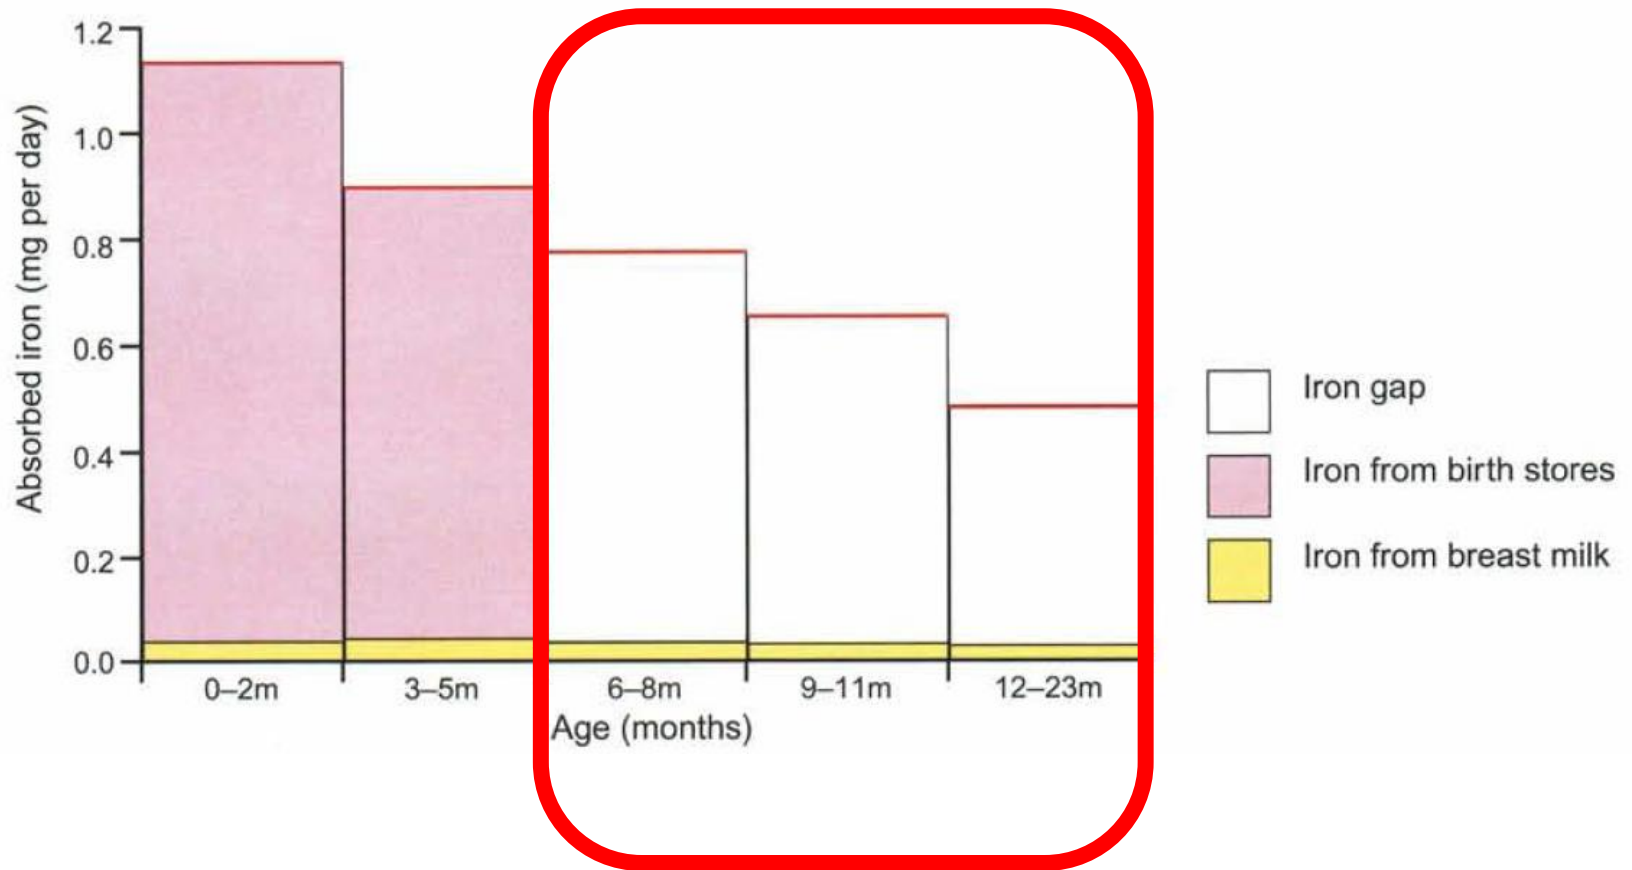 Absorbed iron (mg per day)
1.2
1.0
0.8
0.6
0.4
0.2
0.0
0–2m
3–5m
6–8m
9–11m
12–23m
Age (months)
Iron gap
Iron from birth stores
Iron from breast milk